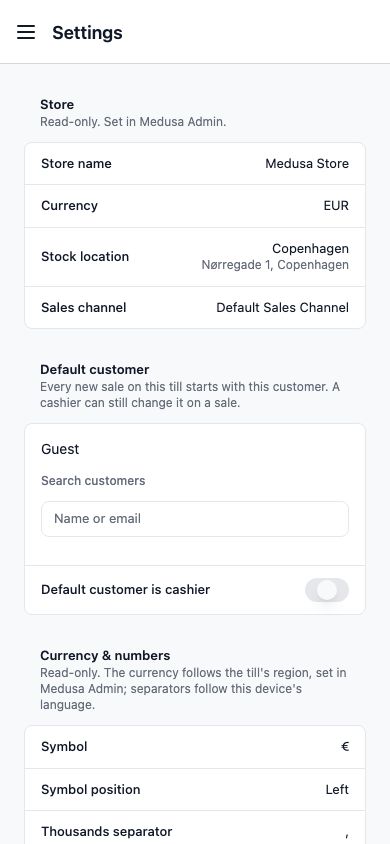 Settings
Store
Read-only. Set in Medusa Admin.
Store name
Medusa Store
Currency
EUR
Stock location
Copenhagen
Nørregade 1, Copenhagen
Sales channel
Default Sales Channel
Default customer
Every new sale on this till starts with this customer. A
cashier can still change it on a sale.
Guest
Search customers
Name or email
Default customer is cashier
Currency & numbers
Read-only. The currency follows the till's region, set in
Medusa Admin; separators follow this device's
language.
Symbol
€
Symbol position
Left
Thousands separator
,